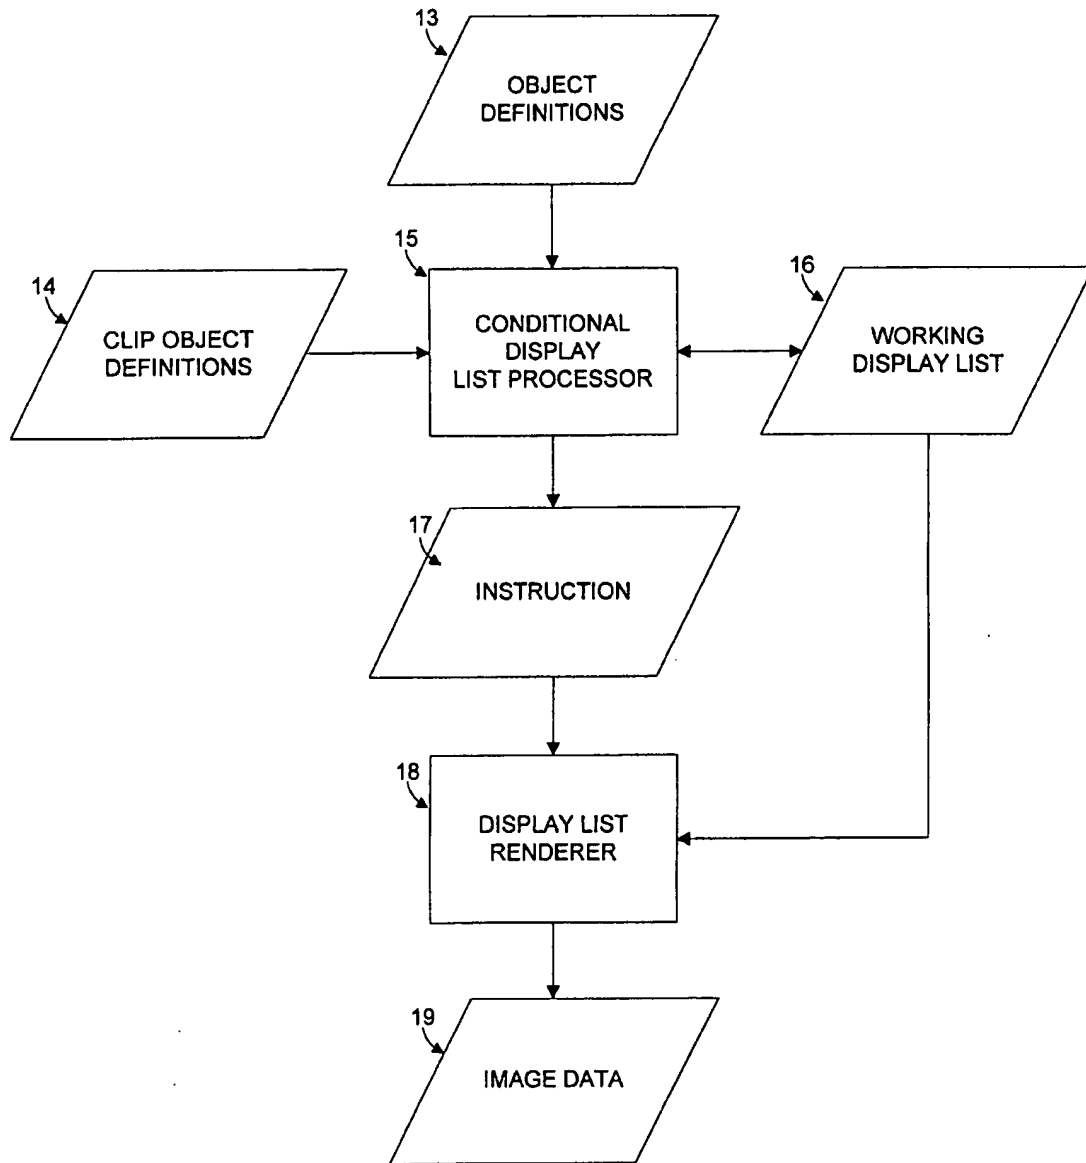 13
OBJECT
DEFINITIONS
14
CLIP OBJECT
DEFINITIONS
15
CONDITIONAL
DISPLAY
LIST PROCESSOR
16
WORKING
DISPLAY LIST
17
INSTRUCTION
18
DISPLAY LIST
RENDERER
19
IMAGE DATA